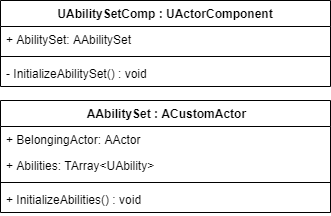 UAbilitySetComp : UActorComponent
+ AbilitySet: AAbilitySet
- InitializeAbilitySet() : void
AAbilitySet : ACustomActor
+ BelongingActor: AActor
+ Abilities: TArray<UAbility>
+ InitializeAbilities() : void